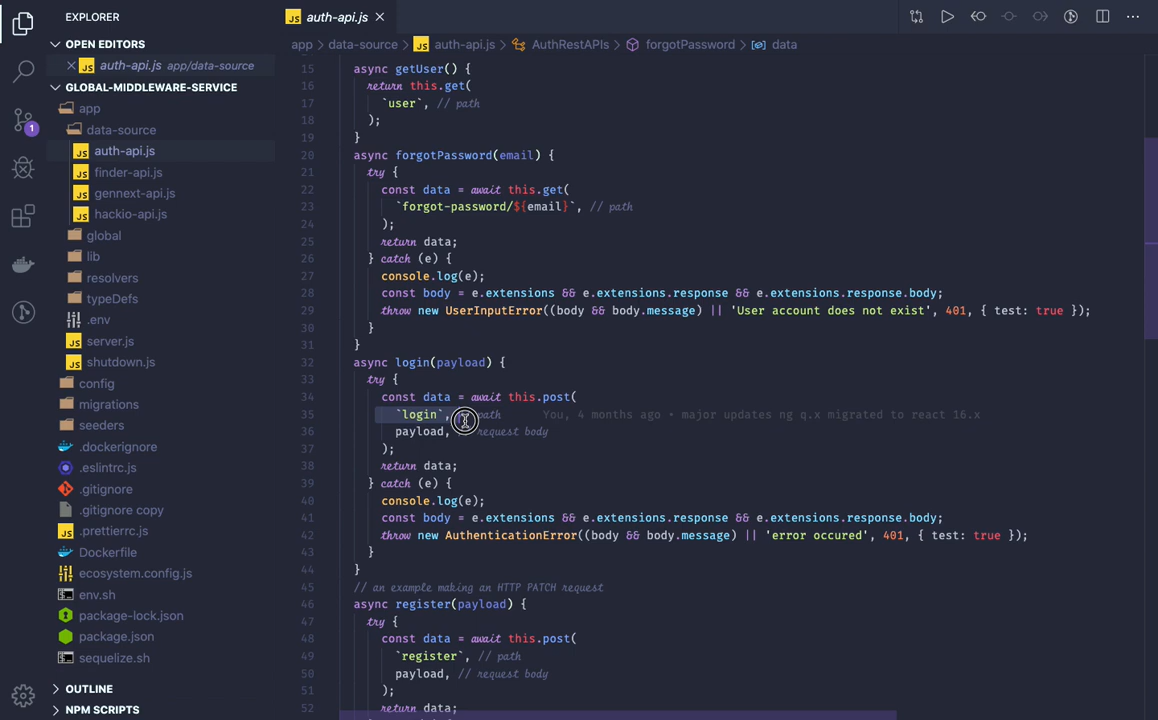 EXPLORER
OPEN EDITORS
JS auth-api.js app/data-source
GLOBAL-MIDDLEWARE-SERVICE
app
data-source
JS auth-api.js
JS finder-api.js
JS gennext-api.js
JS hackio-api.js
global
lib
resolvers
typeDefs
.env
JS server.js
JS shutdown.js
config
migrations
seeders
.dockerignore
.eslintrc.js
.gitignore
.gitignore copy
JS .prettierrc.js
Dockerfile
ecosystem.config.js
env.sh
package-lock.json
package.json
sequelize.sh
OUTLINE
NPM SCRIPTS
1
JS auth-api.js
app > data-source > JS auth-api.js > AuthRestAPIs > forgotPassword > data
15 async getUser() {
16 return this.get(
17 `user`, // path
18 );
19 }
20 async forgotPassword(email) {
21 try {
22 const data = await this.get(
23 `forgot-password/${email}`, // path
24 );
25 return data;
26 } catch (e) {
27 console.log(e);
28 const body = e.extensions && e.extensions.response && e.extensions.response.body;
29 throw new UserInputError((body && body.message) || 'User account does not exist', 401, { test: true });
30 }
31 }
32 async login(payload) {
33 try {
34 const data = await this.post(
35 `login`, // path You, 4 months ago • major updates ng q.x migrated to react 16.x
36 payload, // request body
37 );
38 return data;
39 } catch (e) {
40 console.log(e);
41 const body = e.extensions && e.extensions.response && e.extensions.response.body;
42 throw new AuthenticationError((body && body.message) || 'error occured', 401, { test: true });
43 }
44 }
45 // an example making an HTTP PATCH request
46 async register(payload) {
47 try {
48 const data = await this.post(
49 `register`, // path
50 payload, // request body
51 );
52 return data;